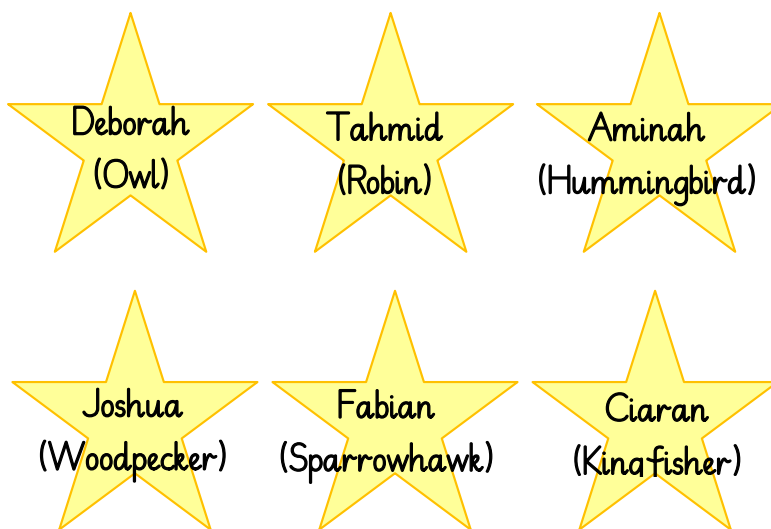 Deborah
(Owl)
Tahmid
(Robin)
Aminah
(Hummingbird)
Joshua
(Woodpecker)
Fabian
(Sparrowhawk)
Ciaran
(Kingfisher)